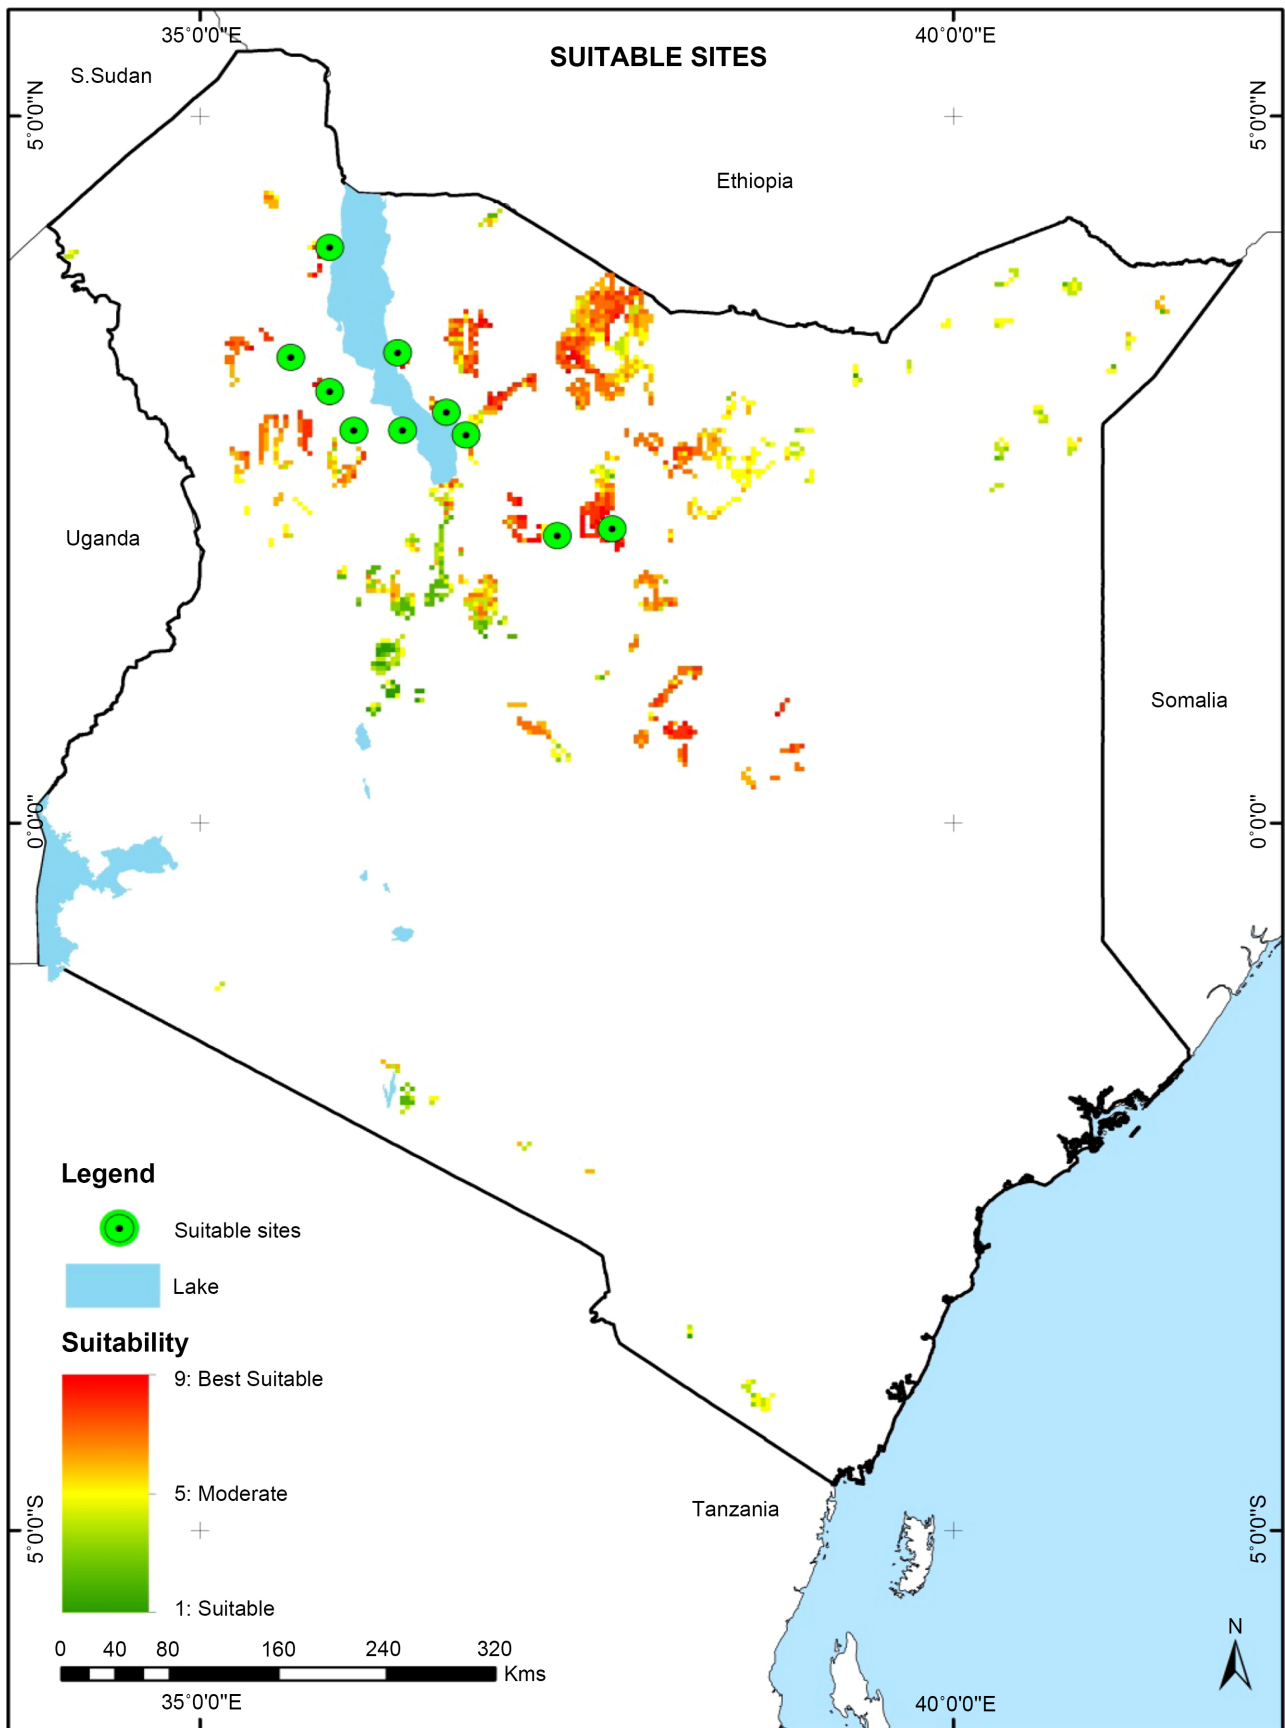 35°0'0"E
40°0'0"E
SUITABLE SITES
S.Sudan
5°0'0"N
5°0'0"N
Ethiopia
Uganda
Somalia
0°0'0"
0°0'0"
Legend
Suitable sites
Lake
Suitability
9: Best Suitable
5: Moderate
1: Suitable
Tanzania
5°0'0"S
5°0'0"S
N
0 40 80 160 240 320
Kms
35°0'0"E
40°0'0"E